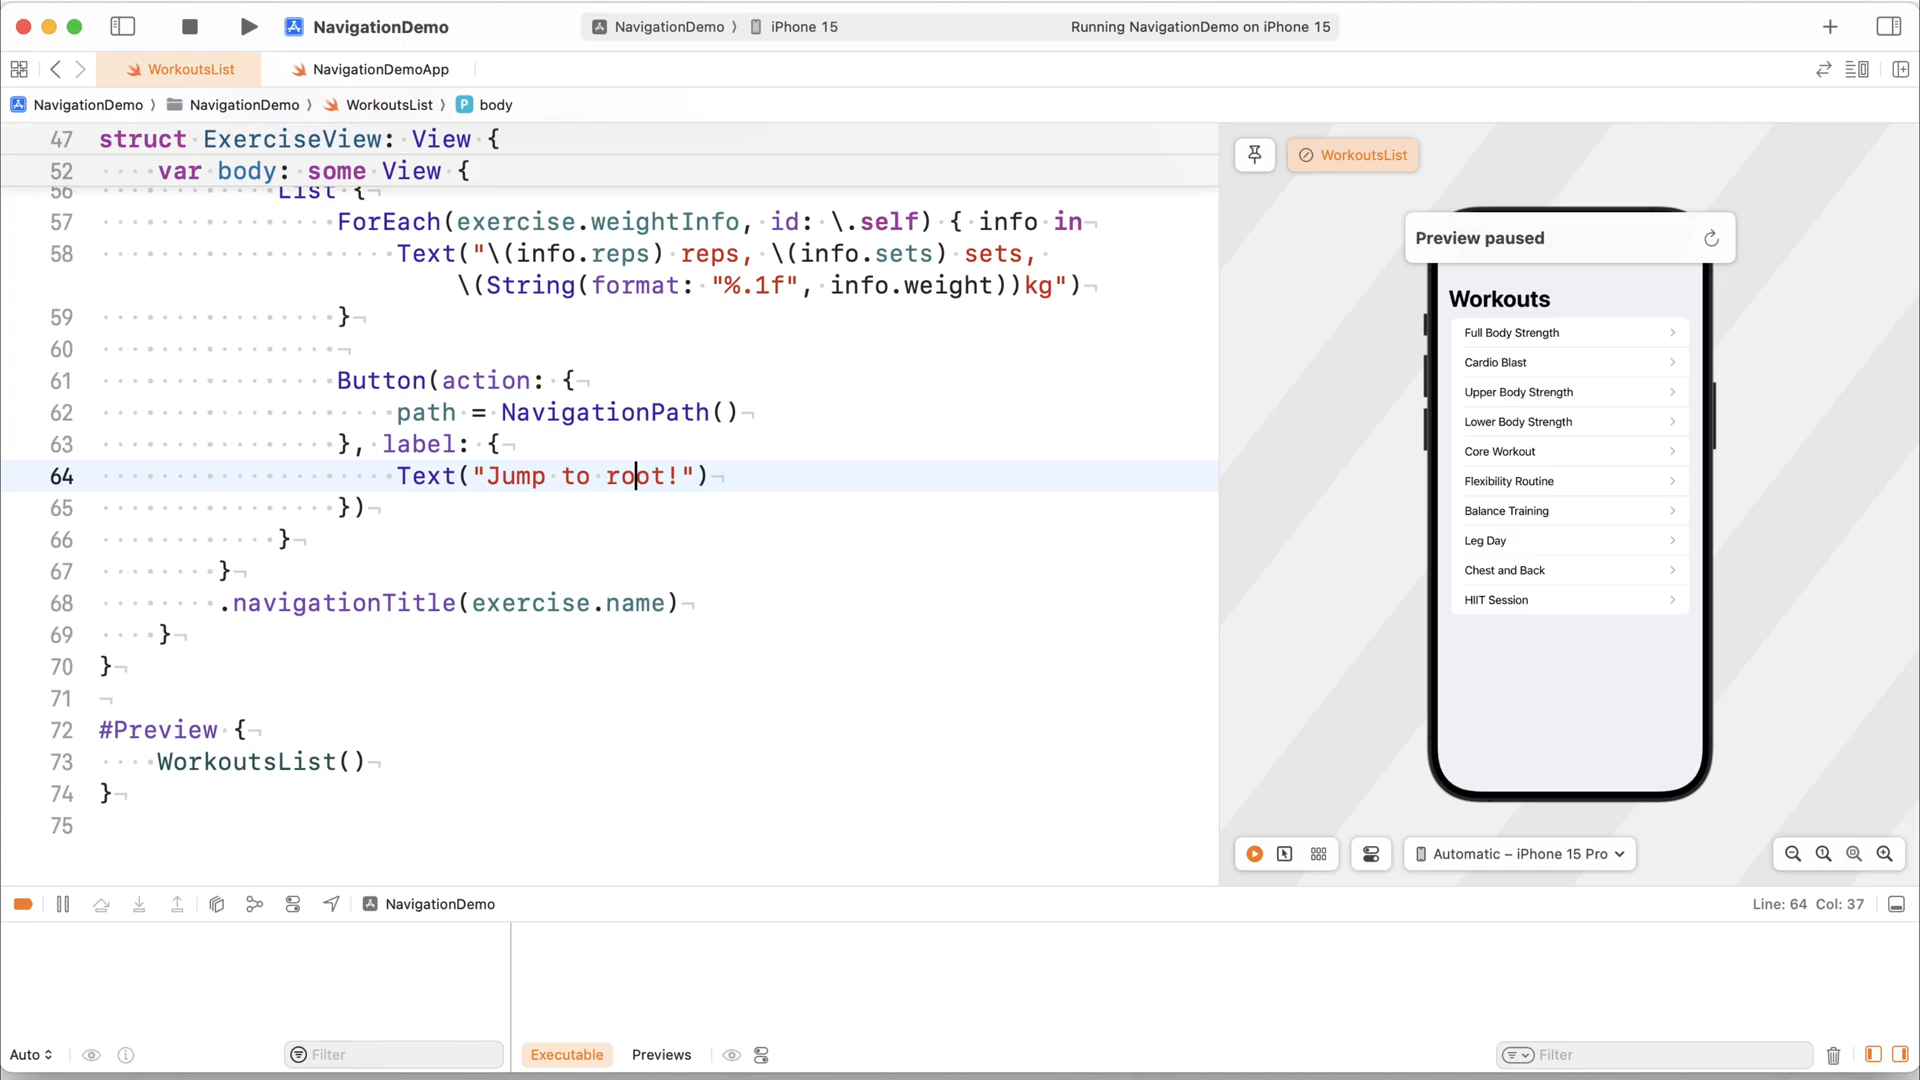 NavigationDemo
NavigationDemo ⟩ iPhone 15
Running NavigationDemo on iPhone 15
WorkoutsList
NavigationDemoApp
NavigationDemo ⟩ NavigationDemo ⟩ WorkoutsList ⟩ P body
47 struct ExerciseView: View {
52 var body: some View {
56 List {
57 ForEach(exercise.weightInfo, id: \.self) { info in
58 Text("\(info.reps) reps, \(info.sets) sets,
\(String(format: "%.1f", info.weight))kg")
59 }
60
61 Button(action: {
62 path = NavigationPath()
63 }, label: {
64 Text("Jump to root!")
65 })
66 }
67 }
68 .navigationTitle(exercise.name)
69 }
70 }
71
72 #Preview {
73 WorkoutsList()
74 }
75
WorkoutsList
Preview paused
Workouts
Full Body Strength
Cardio Blast
Upper Body Strength
Lower Body Strength
Core Workout
Flexibility Routine
Balance Training
Leg Day
Chest and Back
HIIT Session
Automatic – iPhone 15 Pro
NavigationDemo
Line: 64 Col: 37
Auto
Filter
Executable
Previews
Filter